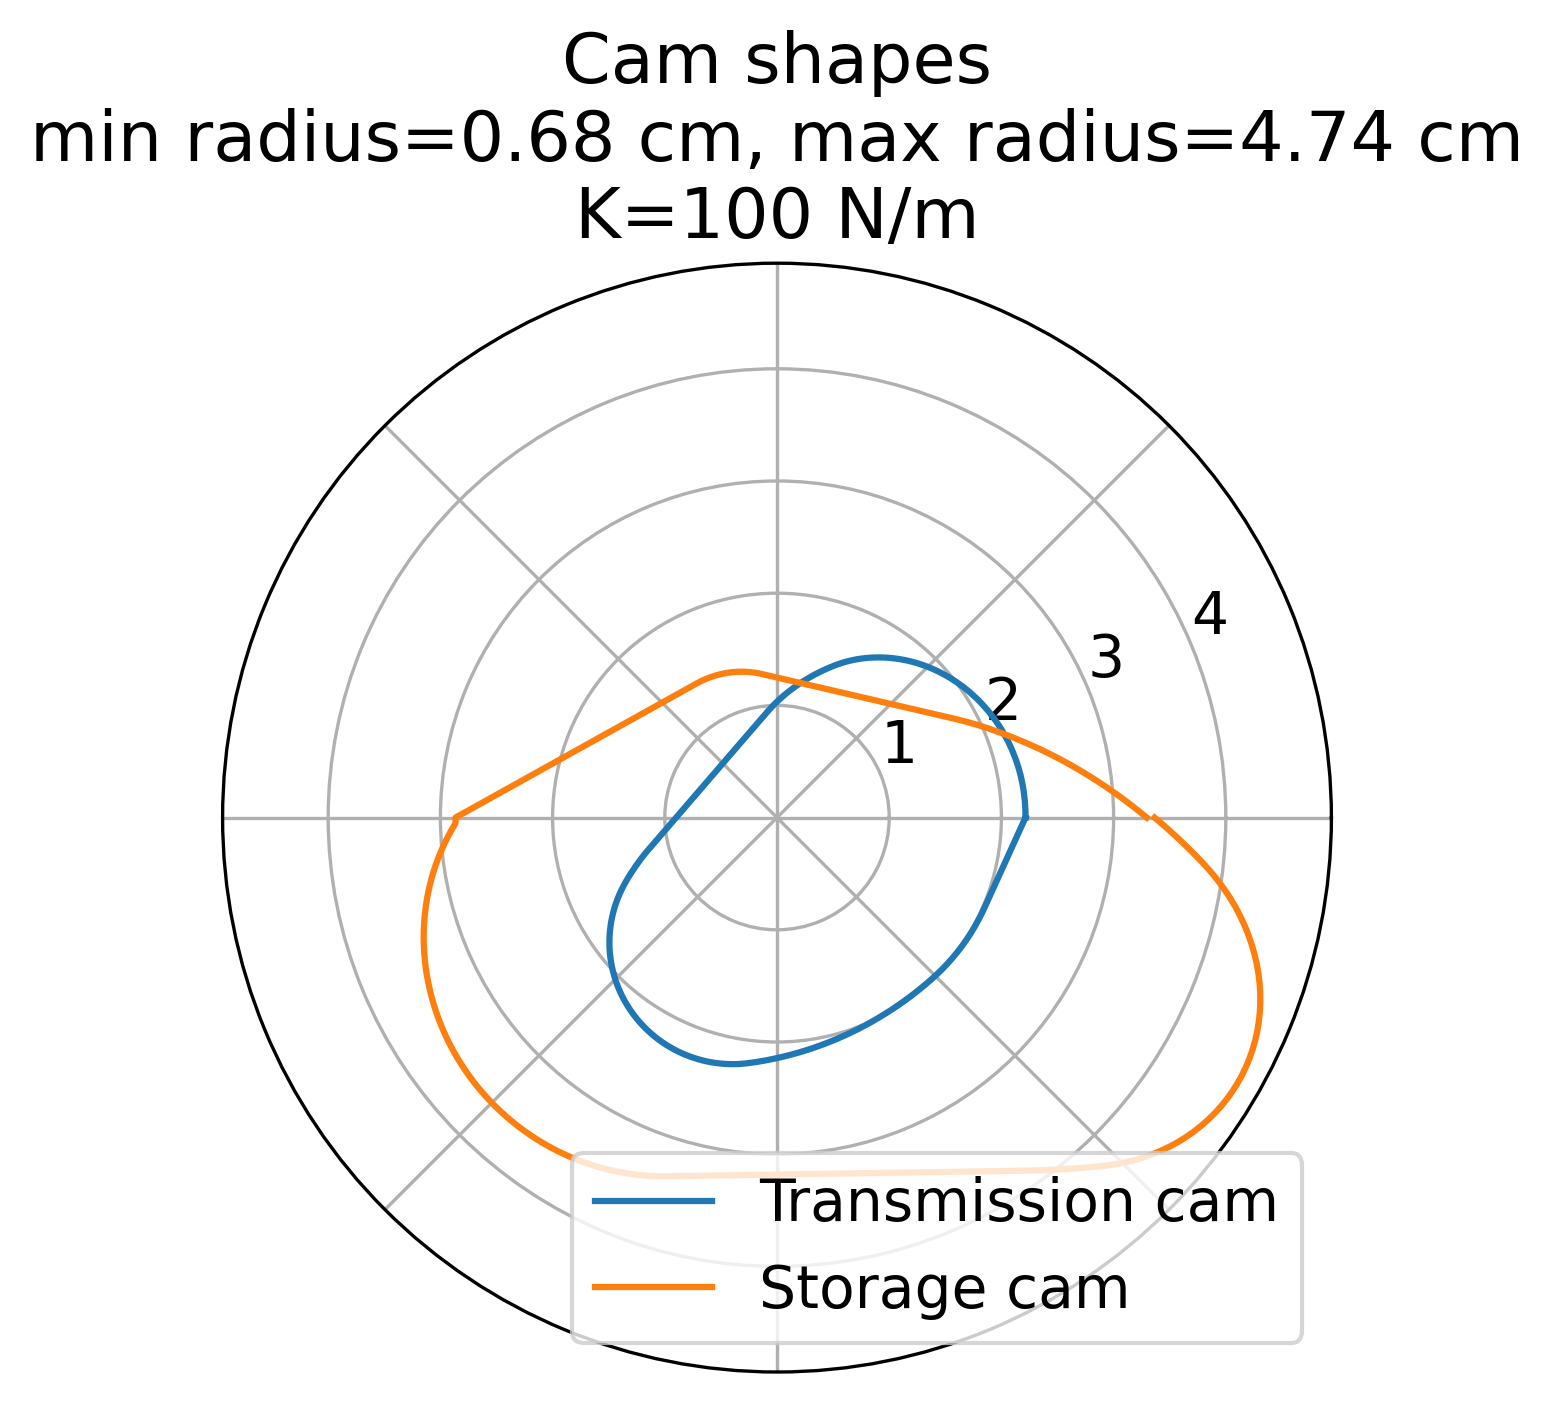 Cam shapes
min radius=0.68 cm, max radius=4.74 cm
K=100 N/m
4
3
2
1
Transmission cam
Storage cam